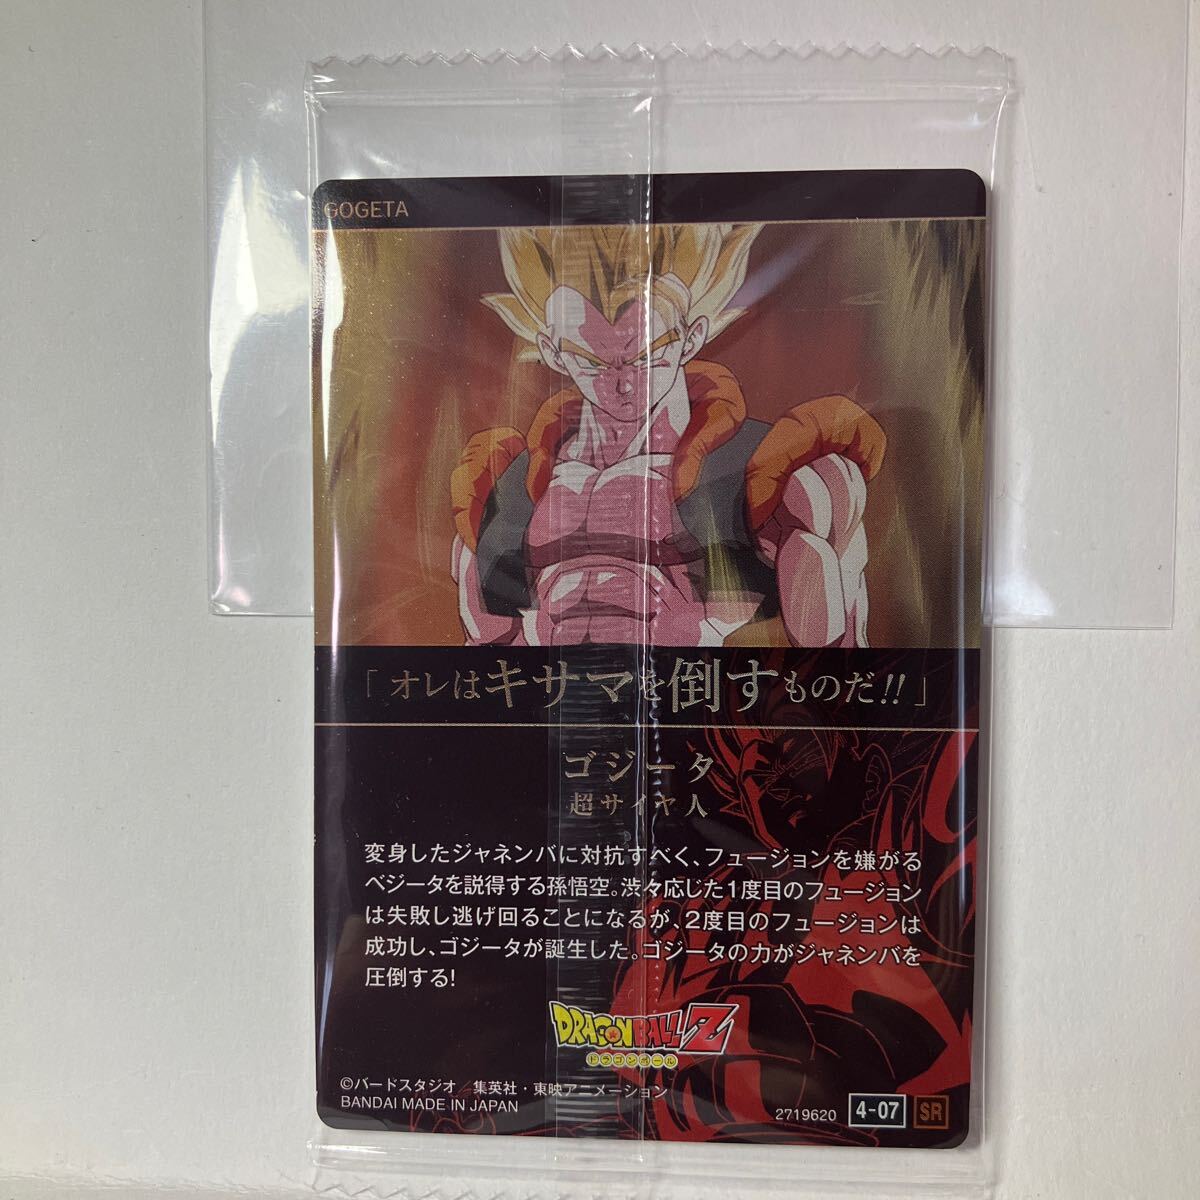 GOGETA
「オレはキサマを倒すものだ!!」
ゴジータ
超サイヤ人
変身したジャネンバに対抗すべく、フュージョンを嫌がる
ベジータを説得する孫悟空。渋々応じた1度目のフュージョン
は失敗し逃げ回ることになるが、2度目のフュージョンは
成功し、ゴジータが誕生した。ゴジータの力がジャネンバを
圧倒する!
DRAGONBALL Z
ドラゴンボール
©バードスタジオ 集英社・東映アニメーション
BANDAI MADE IN JAPAN
2719620 4-07 SR